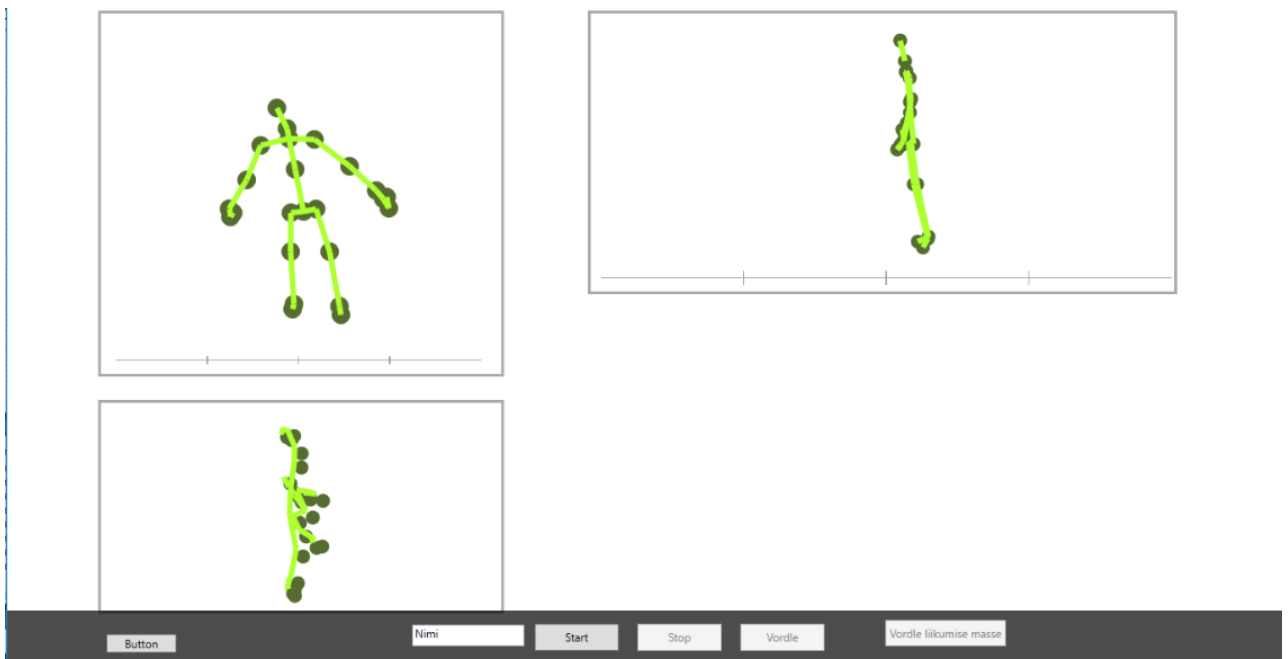 Button
Nimi
Start
Stop
Vordle
Vordle liikumise masse